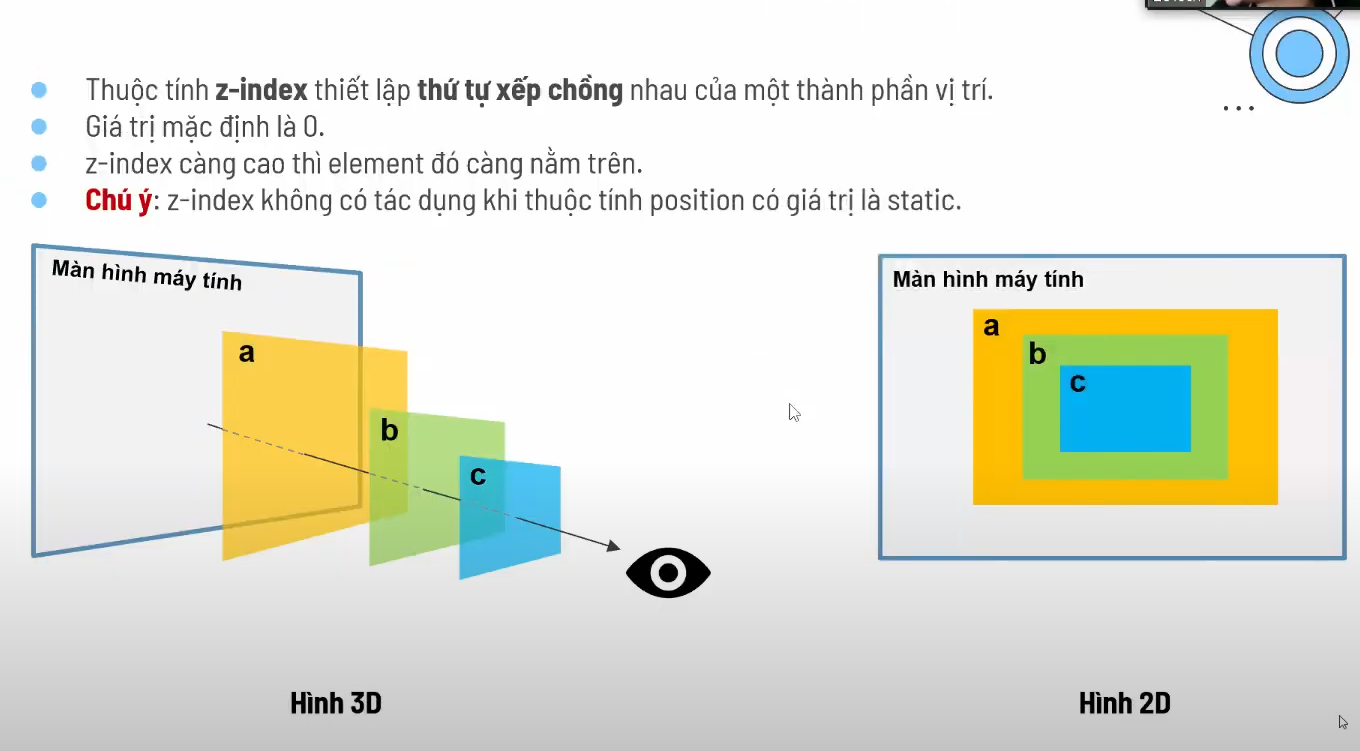 Thuộc tính z-index thiết lập thứ tự xếp chồng nhau của một thành phần vị trí.
Giá trị mặc định là 0.
z-index càng cao thì element đó càng nằm trên.
Chú ý: z-index không có tác dụng khi thuộc tính position có giá trị là static.
Màn hình máy tính
a
b
c
Hình 3D
Màn hình máy tính
a
b
c
Hình 2D